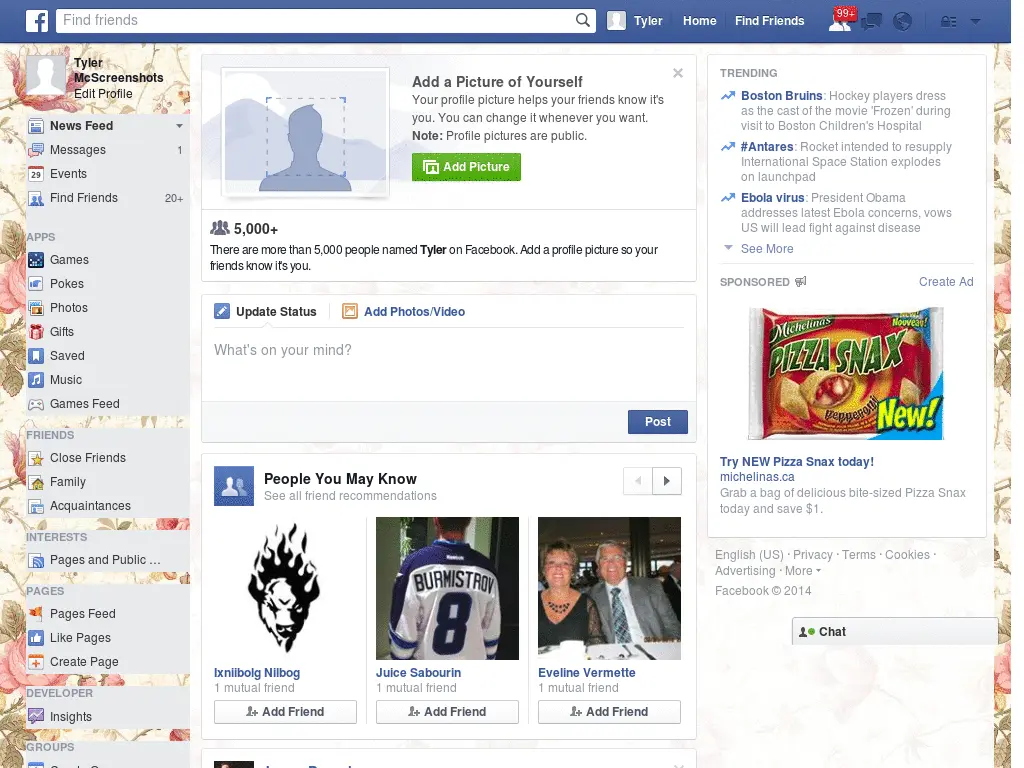 f
Find friends
Tyler
Home
Find Friends
99+
Tyler
McScreenshots
Edit Profile
News Feed
Messages
1
29
Events
Find Friends
20+
APPS
Games
Pokes
Photos
Gifts
Saved
Music
Games Feed
FRIENDS
Close Friends
Family
Acquaintances
INTERESTS
Pages and Public ...
PAGES
Pages Feed
Like Pages
Create Page
DEVELOPER
Insights
GROUPS
Add a Picture of Yourself
Your profile picture helps your friends know it's
you. You can change it whenever you want.
Note: Profile pictures are public.
Add Picture
5,000+
There are more than 5,000 people named Tyler on Facebook. Add a profile picture so your
friends know it's you.
Update Status
Add Photos/Video
What's on your mind?
Post
People You May Know
See all friend recommendations
Reebok
BURMISTROV
8
Ixniibolg Nilbog
1 mutual friend
Add Friend
Juice Sabourin
1 mutual friend
Add Friend
Eveline Vermette
1 mutual friend
Add Friend
TRENDING
Boston Bruins: Hockey players dress
as the cast of the movie 'Frozen' during
visit to Boston Children's Hospital
#Antares: Rocket intended to resupply
International Space Station explodes
on launchpad
Ebola virus: President Obama
addresses latest Ebola concerns, vows
US will lead fight against disease
See More
SPONSORED
Create Ad
Michelina's
Nouveau!
PIZZA SNAX
pepperoni
New!
Try NEW Pizza Snax today!
michelinas.ca
Grab a bag of delicious bite-sized Pizza Snax
today and save $1.
English (US) · Privacy · Terms · Cookies ·
Advertising · More
Facebook © 2014
Chat